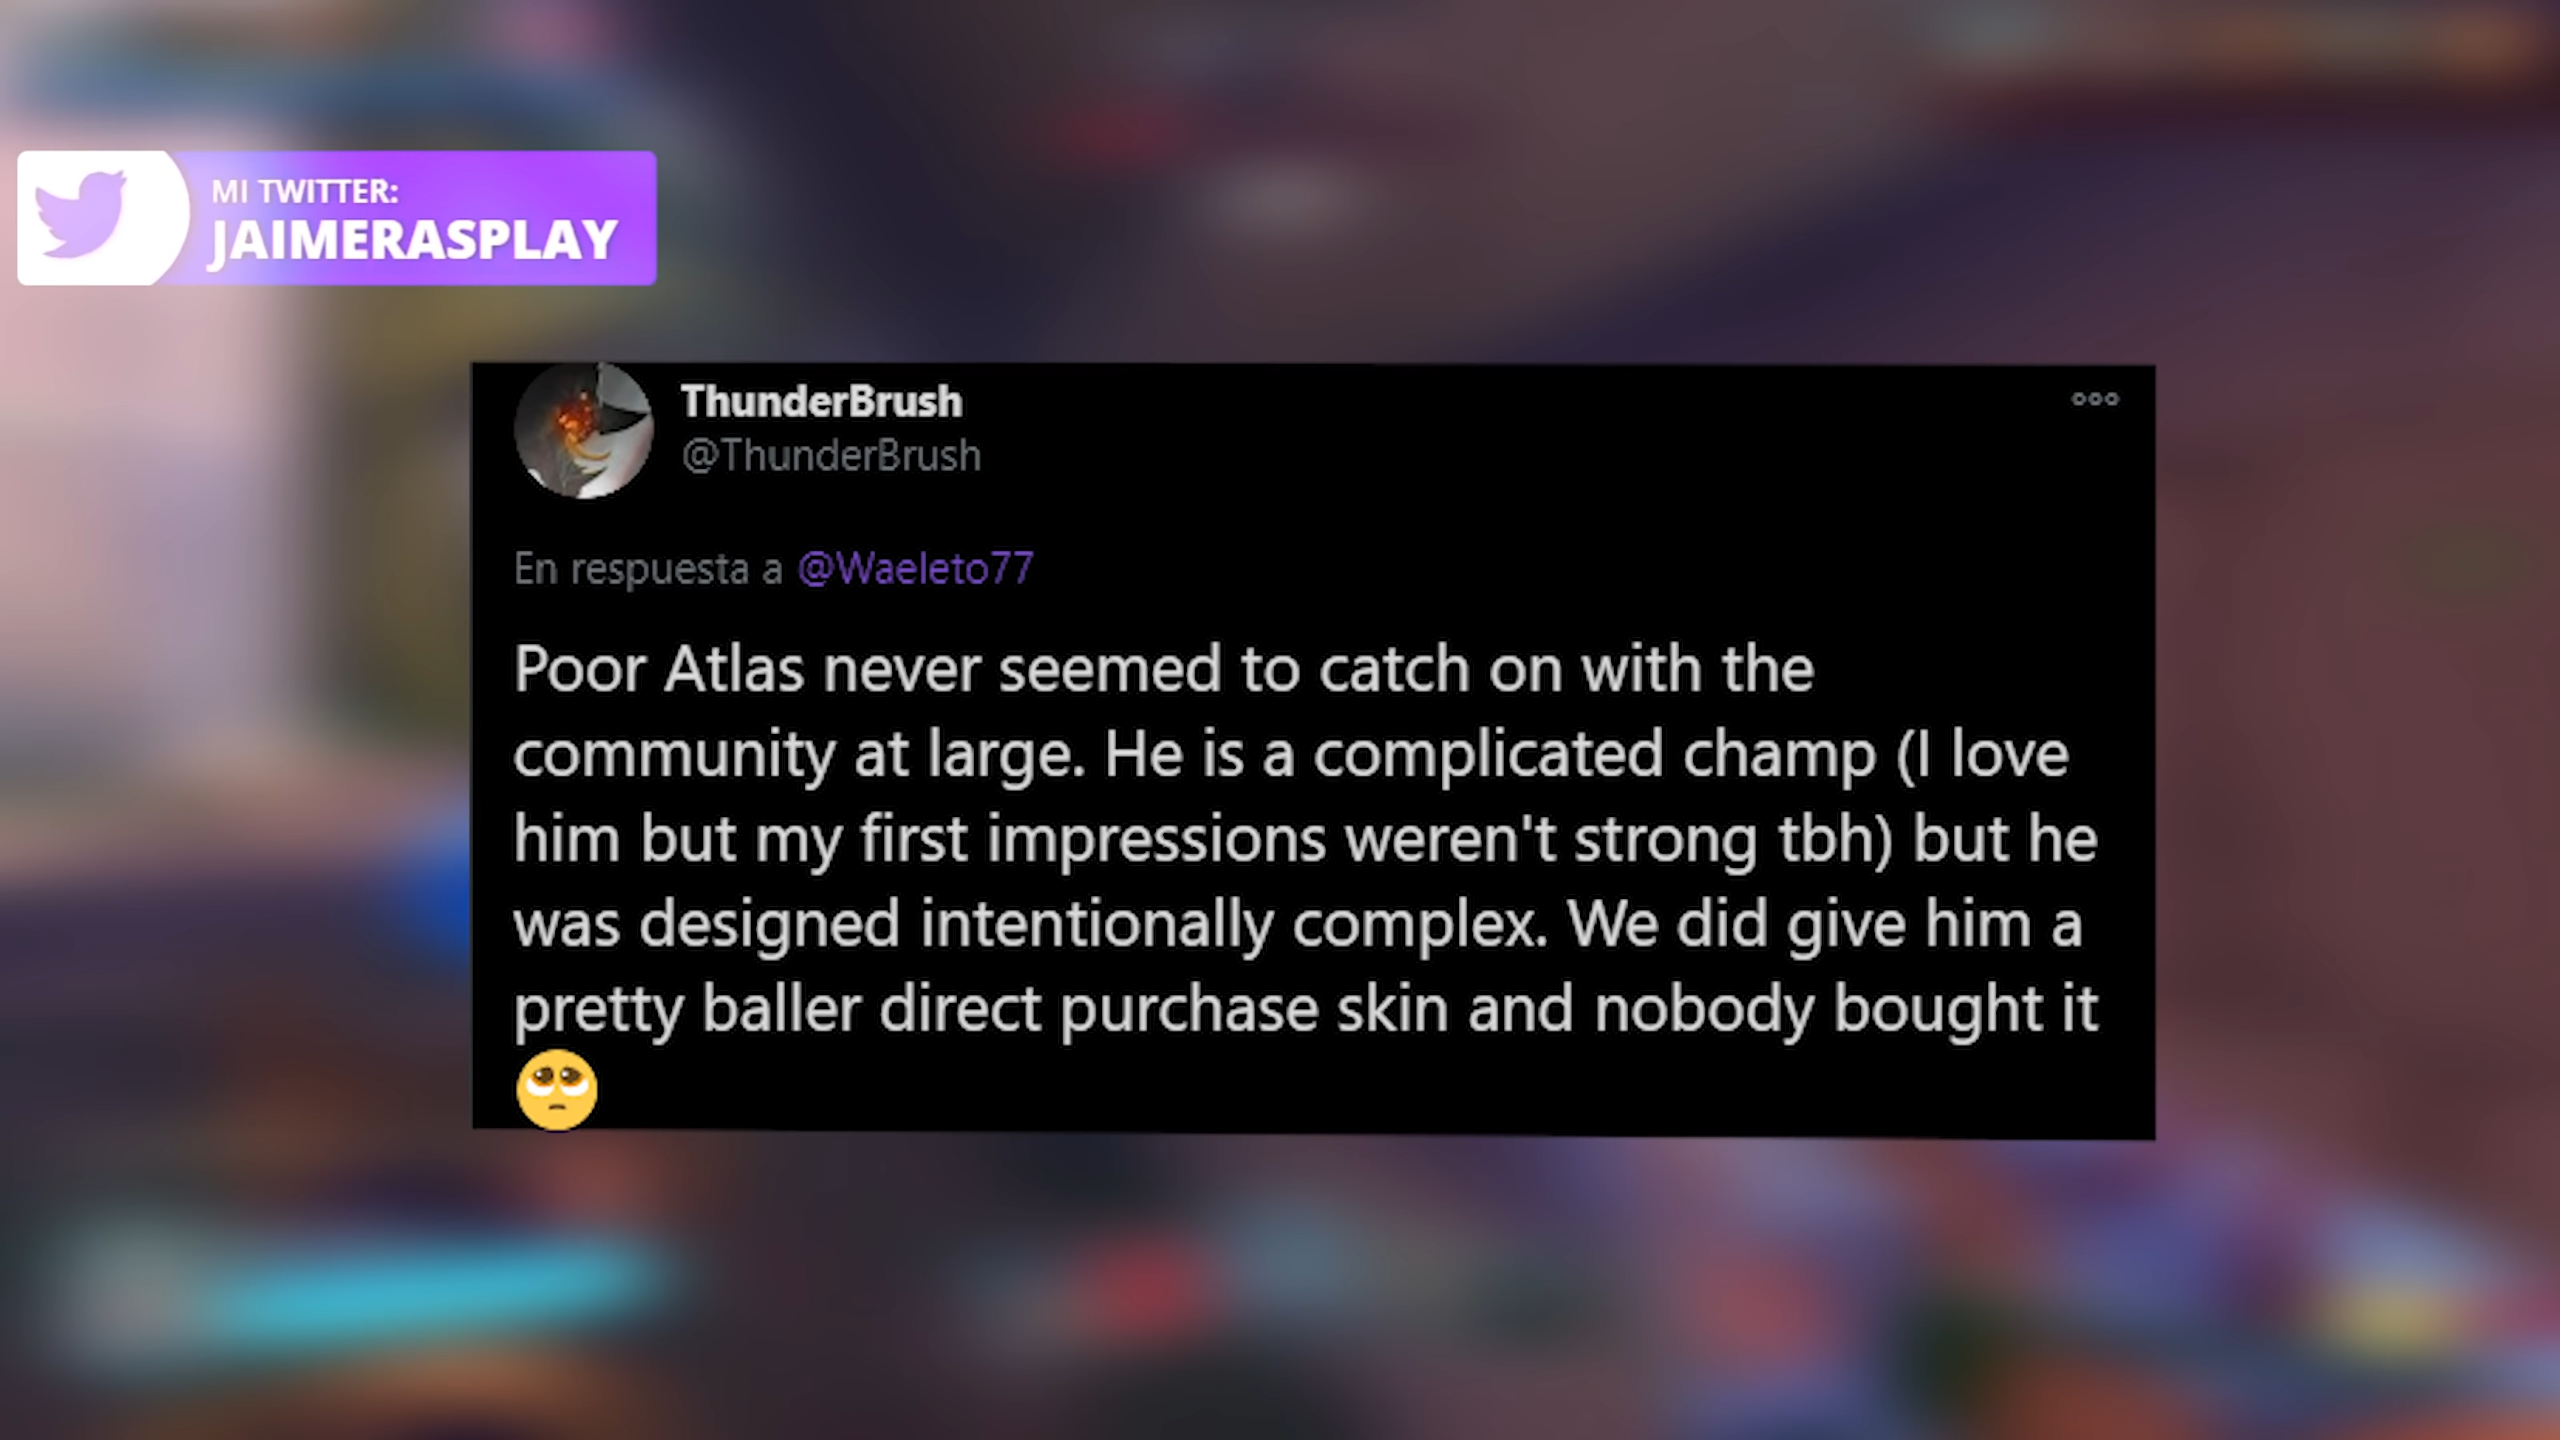 MI TWITTER:
JAIMERASPLAY
ThunderBrush
@ThunderBrush
En respuesta a @Waeleto77
Poor Atlas never seemed to catch on with the
community at large. He is a complicated champ (I love
him but my first impressions weren't strong tbh) but he
was designed intentionally complex. We did give him a
pretty baller direct purchase skin and nobody bought it
🥺